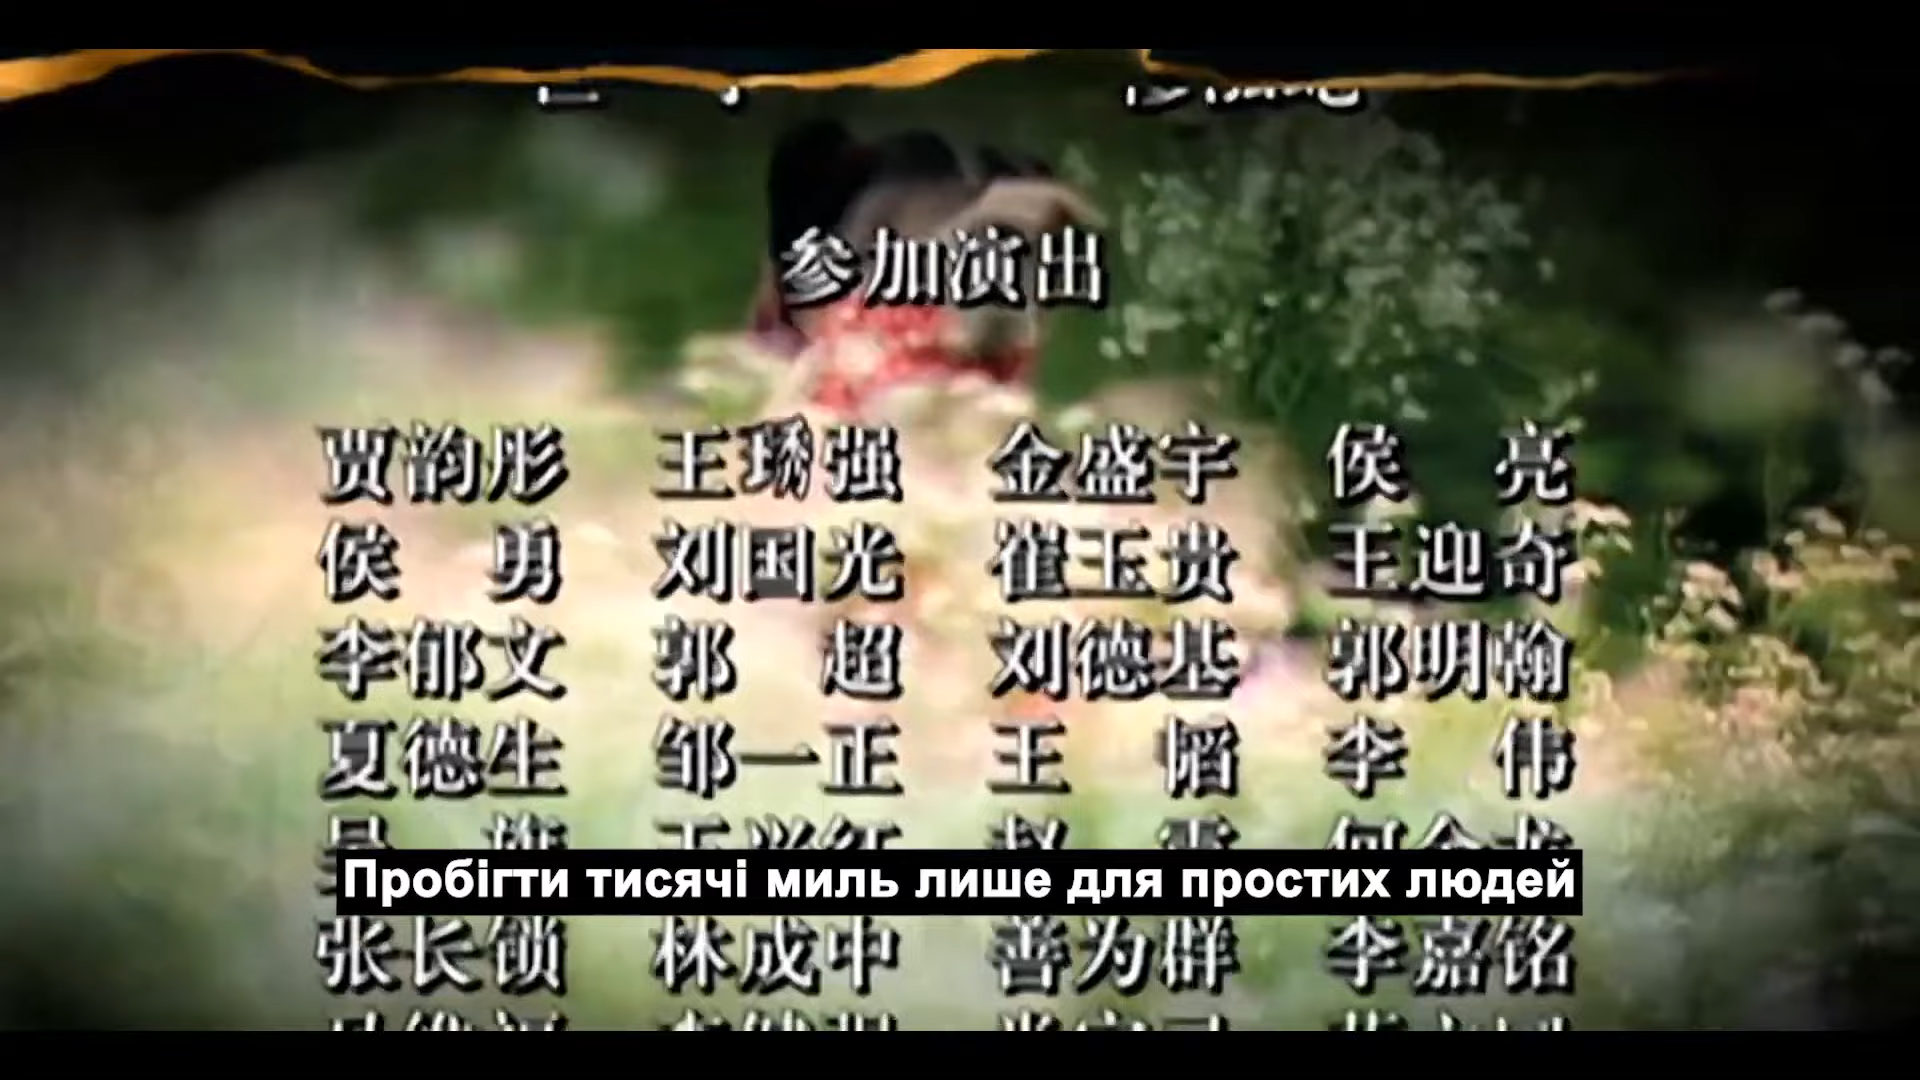 参加演出
贾韵彤 王琇强 金盛宇 侯 亮
侯 勇 刘国光 崔玉贵 王迎奇
李郁文 郭 超 刘德基 郭明翰
夏德生 邹一正 王 韬 李 伟
Пробігти тисячі миль лише для простих людей
张长锁 林成中 善为群 李嘉铭